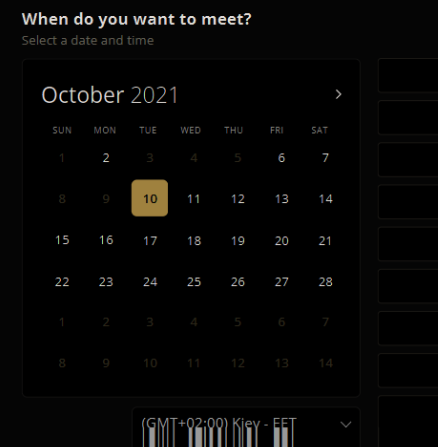 When do you want to meet?
Select a date and time
October 2021
SUN MON TUE WED THU FRI SAT
1 2 3 4 5 6 7
8 9 10 11 12 13 14
15 16 17 18 19 20 21
22 23 24 25 26 27 28
1 2 3 4 5 6 7
8 9 10 11 12 13 14
(GMT+02:00) Kiev - EET